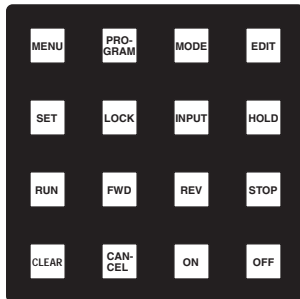 MENU
PRO-
GRAM
MODE
EDIT
SET
LOCK
INPUT
HOLD
RUN
FWD
REV
STOP
CLEAR
CAN-
CEL
ON
OFF